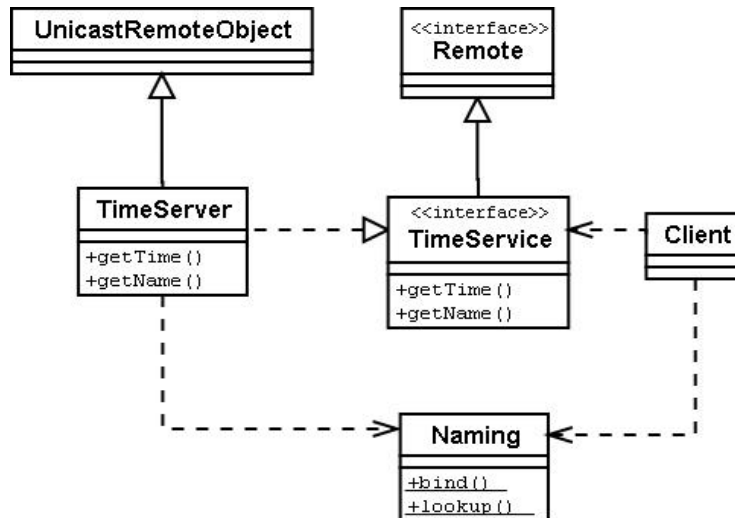 UnicastRemoteObject
<<interface>>
Remote
TimeServer
+getTime()
+getName()
<<interface>>
TimeService
+getTime()
+getName()
Client
Naming
+bind()
+lookup()